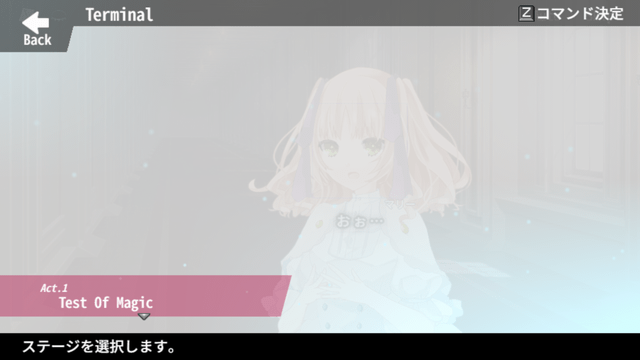 Terminal
Z コマンド決定
Back
おぉ…
Act.1
Test Of Magic
ステージを選択します。